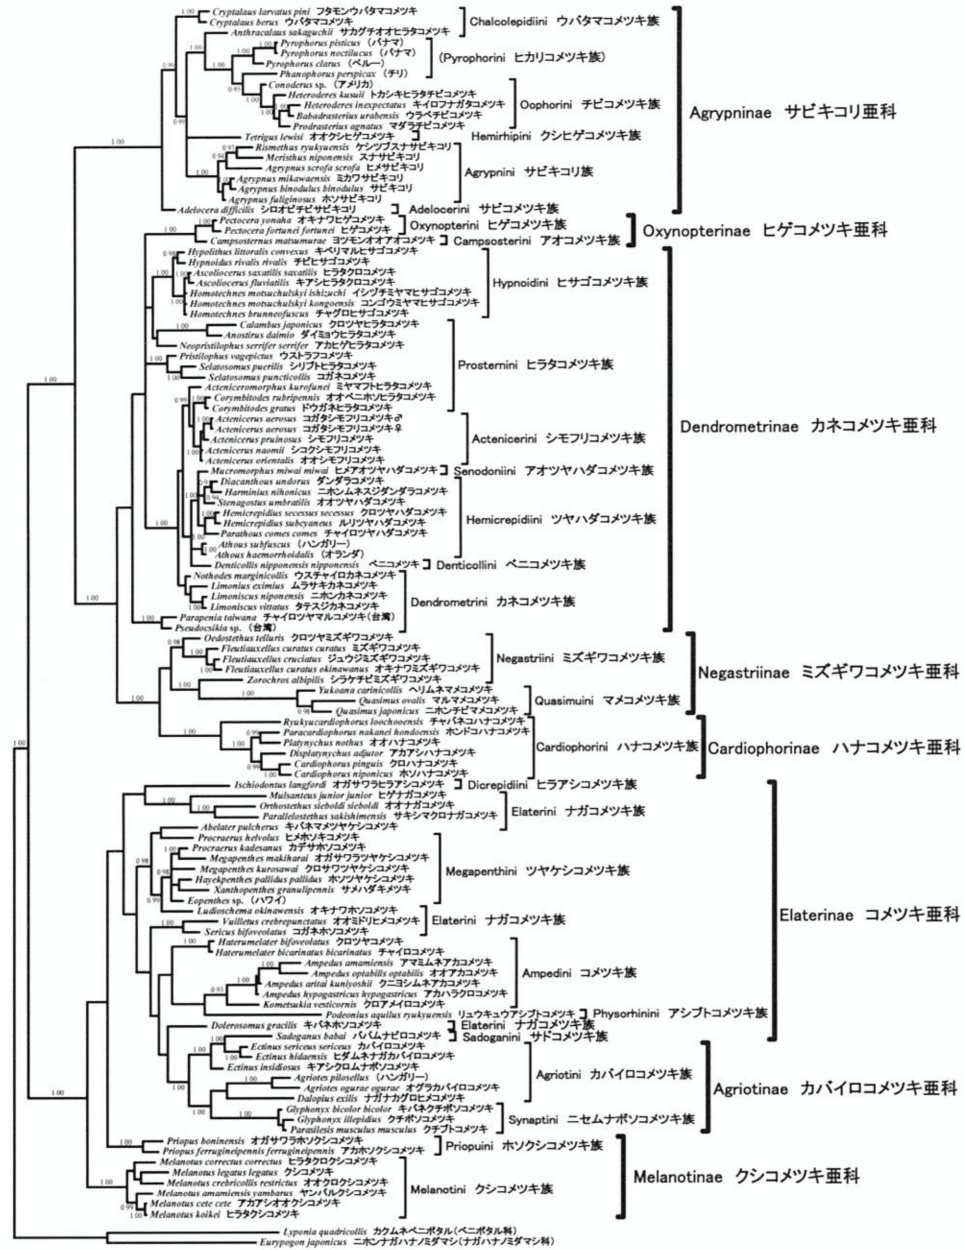 Cryptalaus larvatus pini フタモンウバタマコメツキ
Cryptalaus berus ウバタマコメツキ
Chalcolepidiini ウバタマコメツキ族
Anthracalaus sakaguchii サカグチオオヒラタコメツキ
Pyrophorus pisticus (パナマ)
Pyrophorus noctilucus (パナマ)
Pyrophorus clarus (ペルー)
Phanophorus perspicax (チリ)
(Pyrophorini ヒカリコメツキ族)
Conoderus sp. (アメリカ)
Heteroderes kusuii トカシキヒラタチビコメツキ
Heteroderes inexpectatus キイロフナガタコメツキ
Babadrasterius urabensis ウラベチビコメツキ
Prodrasterius agnatus マダラチビコメツキ
Oophorini チビコメツキ族
Tetrigus lewisi オオクシヒゲコメツキ
Hemirhipini クシヒゲコメツキ族
Rismethus ryukyuensis ケシツブスナサビキコリ
Meristhus niponensis スナサビキコリ
Agrypnus scrofa scrofa ヒメサビキコリ
Agrypnus mikawaensis ミカワサビキコリ
Agrypnus binodulus binodulus サビキコリ
Agrypnus fuliginosus ホソサビキコリ
Agrypnini サビキコリ族
Adelocera difficilis シロオビチビサビキコリ
Adelocerini サビコメツキ族
Agrypninae サビキコリ亜科
Pectocera yonaha オキナワヒゲコメツキ
Pectocera fortunei fortunei ヒゲコメツキ
Oxynopterini ヒゲコメツキ族
Campsosternus matsumurae ヨツモンオオアオコメツキ
Campsosterini アオコメツキ族
Oxynopterinae ヒゲコメツキ亜科
Hypolithus littoralis convexus キベリマルヒサゴコメツキ
Hypnoidus rivalis rivalis チビヒサゴコメツキ
Ascoliocerus saxatilis saxatilis ヒラタクロコメツキ
Ascoliocerus fluviatilis キアシヒラタクロコメツキ
Homotechnes motschulskyi ishizuchi イシヅチミヤマヒサゴコメツキ
Homotechnes motschulskyi kongoensis コンゴウミヤマヒサゴコメツキ
Homotechnes brunneofuscus チャグロヒサゴコメツキ
Hypnoidini ヒサゴコメツキ族
Calambus japonicus クロツヤヒラタコメツキ
Anostirus daimio ダイミョウヒラタコメツキ
Neopristilophus serrifer serrifer アカヒゲヒラタコメツキ
Pristilophus vagepictus ウストラフコメツキ
Selatosomus puerilis シリブトヒラタコメツキ
Selatosomus puncticollis コガネコメツキ
Acteniceromorphus kurofunei ミヤマフトヒラタコメツキ
Corymbitodes rubripennis オオベニホソヒラタコメツキ
Corymbitodes gratus ドウガネヒラタコメツキ
Prosternini ヒラタコメツキ族
Actenicerus aerosus コガタシモフリコメツキ♂
Actenicerus aerosus コガタシモフリコメツキ♀
Actenicerus pruinosus シモフリコメツキ
Actenicerus naomii シコクシモフリコメツキ
Actenicerus orientalis オオシモフリコメツキ
Actenicerini シモフリコメツキ族
Mucromorphus miwai miwai ヒメアオツヤハダコメツキ
Senodoniini アオツヤハダコメツキ族
Diacanthous undorus ダンダラコメツキ
Harminius nihonicus ニホンムネスジダンダラコメツキ
Stenagostus umbratilis オオツヤハダコメツキ
Hemicrepidius secessus secessus クロツヤハダコメツキ
Hemicrepidius subcyaneus ルリツヤハダコメツキ
Parathous comes comes チャイロツヤハダコメツキ
Athous subfuscus (ハンガリー)
Athous haemorrhoidalis (オランダ)
Hemicrepidiini ツヤハダコメツキ族
Denticollis nipponensis nipponensis ベニコメツキ
Denticollini ベニコメツキ族
Nothodes marginicollis ウスチャイロカネコメツキ
Limonius eximius ムラサキカネコメツキ
Limoniscus niponensis ニホンカネコメツキ
Limoniscus vittatus タテスジカネコメツキ
Parapenia taiwana チャイロツヤマルコメツキ(台湾)
Pseudocsikia sp. (台湾)
Dendrometrini カネコメツキ族
Dendrometrinae カネコメツキ亜科
Oedostethus telluris クロツヤミズギワコメツキ
Fleutiauxellus curatus curatus ミズギワコメツキ
Fleutiauxellus cruciatus ジュウジミズギワコメツキ
Fleutiauxellus curatus okinawanus オキナワミズギワコメツキ
Zorochros albipilis シラケチビミズギワコメツキ
Negastriini ミズギワコメツキ族
Yukoana carinicollis ヘリムネマメコメツキ
Quasimus ovalis マルマメコメツキ
Quasimus japonicus ニホンチビマメコメツキ
Quasimuini マメコメツキ族
Negastriinae ミズギワコメツキ亜科
Ryukyucardiophorus loochooensis チャバネコハナコメツキ
Paracardiophorus nakanei hondoensis ホンドコハナコメツキ
Platynychus nothus オオハナコメツキ
Displatynychus adjutor アカアシハナコメツキ
Cardiophorus pinguis クロハナコメツキ
Cardiophorus niponicus ホソハナコメツキ
Cardiophorini ハナコメツキ族
Cardiophorinae ハナコメツキ亜科
Ischiodontus langfordi オガサワラヒラアシコメツキ
Dicrepidiini ヒラアシコメツキ族
Mulsanteus junior junior ヒゲナガコメツキ
Orthostethus sieboldi sieboldi オオナガコメツキ
Parallelostethus sakishimensis サキシマクロナガコメツキ
Elaterini ナガコメツキ族
Abelater pulcherus キバネマメツヤケシコメツキ
Procraerus helvolus ヒメホソキコメツキ
Procraerus kadesanus カデサホソコメツキ
Megapenthes makiharai オガサワラツヤケシコメツキ
Megapenthes kurosawai クロサワツヤケシコメツキ
Hayekpenthes pallidus pallidus ホソツヤケシコメツキ
Xanthopenthes granulipennis サメハダキメツキ
Eopenthes sp. (ハワイ)
Megapenthini ツヤケシコメツキ族
Ludioschema okinawensis オキナワホソコメツキ
Vuilletus crebrepunctatus オオミドリヒメコメツキ
Sericus bifoveolatus コガネホソコメツキ
Elaterini ナガコメツキ族
Haterumelater bifoveolatus クロツヤコメツキ
Haterumelater bicarinatus bicarinatus チャイロコメツキ
Ampedus amamiensis アマミムネアカコメツキ
Ampedus optabilis optabilis オオアカコメツキ
Ampedus aritai kuniyoshii クニヨシムネアカコメツキ
Ampedus hypogastricus hypogastricus アカハラクロコメツキ
Kometsukia vesticornis クロアメイロコメツキ
Ampedini コメツキ族
Podeonius aquilus ryukyuensis リュウキュウアシブトコメツキ
Physorhinini アシブトコメツキ族
Dolerosomus gracilis キバネホソコメツキ
Elaterini ナガコメツキ族
Elaterinae コメツキ亜科
Sadoganus babai ババムナビロコメツキ
Sadoganini サドコメツキ族
Ectinus sericeus sericeus カバイロコメツキ
Ectinus hidaensis ヒダムネナガカバイロコメツキ
Ectinus insidiosus キアシクロムナボソコメツキ
Agriotes pilosellus (ハンガリー)
Agriotes ogurae ogurae オグラカバイロコメツキ
Dalopius exilis ナガナカグロヒメコメツキ
Agriotini カバイロコメツキ族
Glyphonyx bicolor bicolor キバネクチボソコメツキ
Glyphonyx illepidus クチボソコメツキ
Parasilesis musculus musculus クチブトコメツキ
Synaptini ニセムナボソコメツキ族
Agriotinae カバイロコメツキ亜科
Priopus boninensis オガサワラホソクシコメツキ
Priopus ferrugineipennis ferrugineipennis アカホソクシコメツキ
Priopuini ホソクシコメツキ族
Melanotus correctus correctus ヒラタクロクシコメツキ
Melanotus legatus legatus クシコメツキ
Melanotus crebricollis restrictus オオクロクシコメツキ
Melanotus amamiensis yambarus ヤンバルクシコメツキ
Melanotus cete cete アカアシオオクシコメツキ
Melanotus koikei ヒラタクシコメツキ
Melanotini クシコメツキ族
Melanotinae クシコメツキ亜科
Lyponia quadricollis カクムネベニボタル(ベニボタル科)
Eurypogon japonicus ニホンナガハナノミダマシ(ナガハナノミダマシ科)